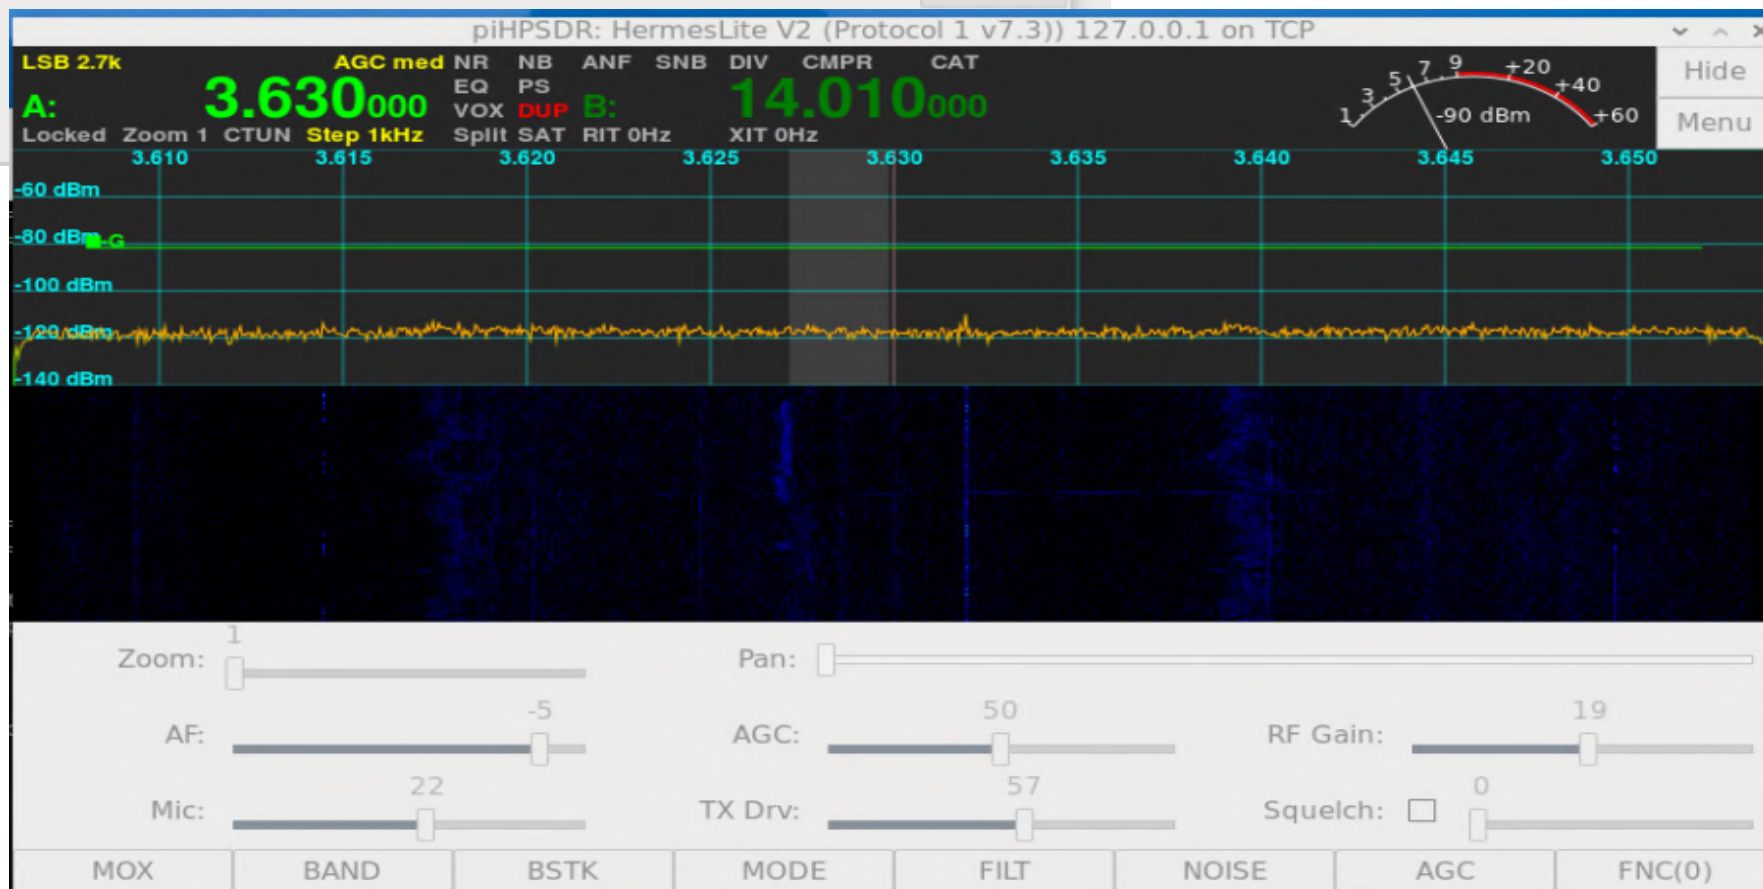 piHPSDR: HermesLite V2 (Protocol 1 v7.3)) 127.0.0.1 on TCP
LSB 2.7k AGC med NR NB ANF SNB DIV CMPR CAT
EQ PS
A: 3.630000 VOX DUP B: 14.010000
Locked Zoom 1 CTUN Step 1kHz Split SAT RIT 0Hz XIT 0Hz
1 3 5 7 9 +20 +40 +60
-90 dBm
Hide
Menu
3.610 3.615 3.620 3.625 3.630 3.635 3.640 3.645 3.650
-60 dBm
-80 dBm -G
-100 dBm
-120 dBm
-140 dBm
Zoom: 1 Pan:
AF: -5 AGC: 50 RF Gain: 19
Mic: 22 TX Drv: 57 Squelch: 0
MOX BAND BSTK MODE FILT NOISE AGC FNC(0)